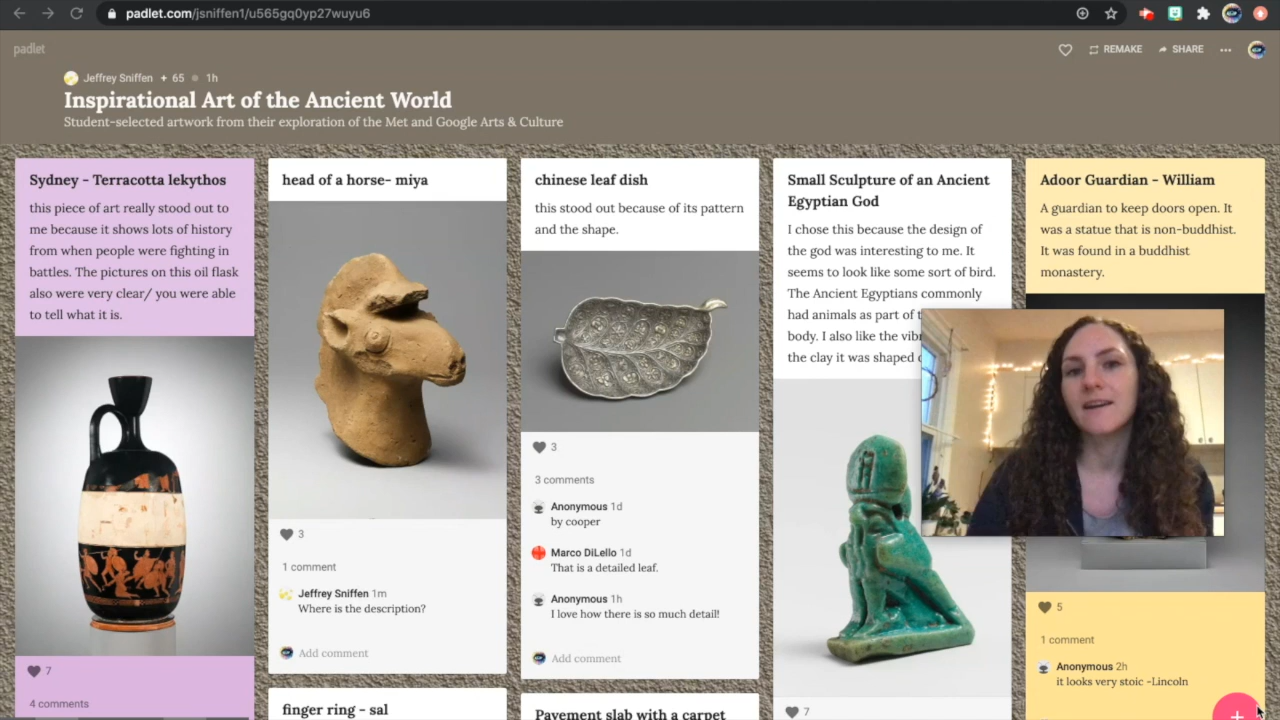 padlet.com/jsniffen1/u565gq0yp27wuyu6
padlet
REMAKE
SHARE
Jeffrey Sniffen + 65 1h
Inspirational Art of the Ancient World
Student-selected artwork from their exploration of the Met and Google Arts & Culture
Sydney - Terracotta lekythos
this piece of art really stood out to
me because it shows lots of history
from when people were fighting in
battles. The pictures on this oil flask
also were very clear/ you were able
to tell what it is.
7
4 comments
head of a horse- miya
3
1 comment
Jeffrey Sniffen 1m
Where is the description?
Add comment
finger ring - sal
chinese leaf dish
this stood out because of its pattern
and the shape.
3
3 comments
Anonymous 1d
by cooper
Marco DiLello 1d
That is a detailed leaf.
Anonymous 1h
I love how there is so much detail!
Add comment
Pavement slab with a carpet
Small Sculpture of an Ancient
Egyptian God
I chose this because the design of
the god was interesting to me. It
seems to look like some sort of bird.
The Ancient Egyptians commonly
had animals as part of
body. I also like the
the clay it was shaped
7
Adoor Guardian - William
A guardian to keep doors open. It
was a statue that is non-buddhist.
It was found in a buddhist
monastery.
5
1 comment
Anonymous 2h
it looks very stoic -Lincoln